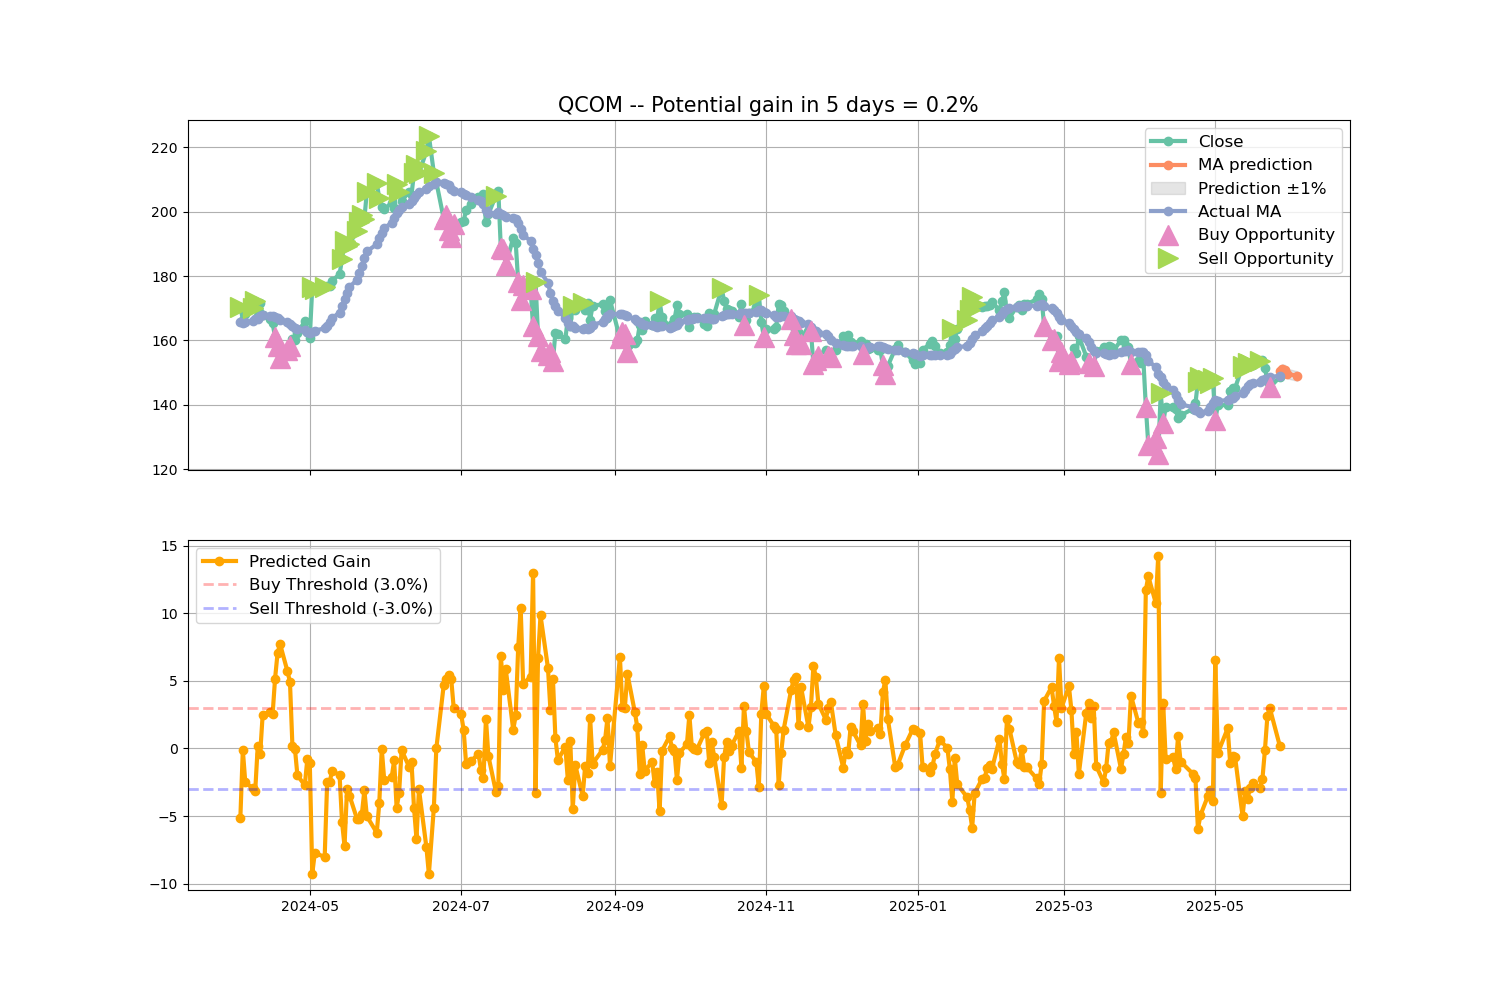 QCOM -- Potential gain in 5 days = 0.2%
220
200
180
160
140
120
Close
MA prediction
Prediction ±1%
Actual MA
Buy Opportunity
Sell Opportunity
15
10
5
0
−5
−10
Predicted Gain
Buy Threshold (3.0%)
Sell Threshold (-3.0%)
2024-05
2024-07
2024-09
2024-11
2025-01
2025-03
2025-05